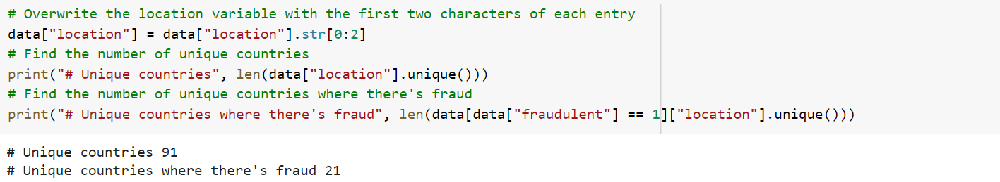 # Overwrite the location variable with the first two characters of each entry
data["location"] = data["location"].str[0:2]
# Find the number of unique countries
print("# Unique countries", len(data["location"].unique()))
# Find the number of unique countries where there's fraud
print("# Unique countries where there's fraud", len(data[data["fraudulent"] == 1]["location"].unique()))
# Unique countries 91
# Unique countries where there's fraud 21